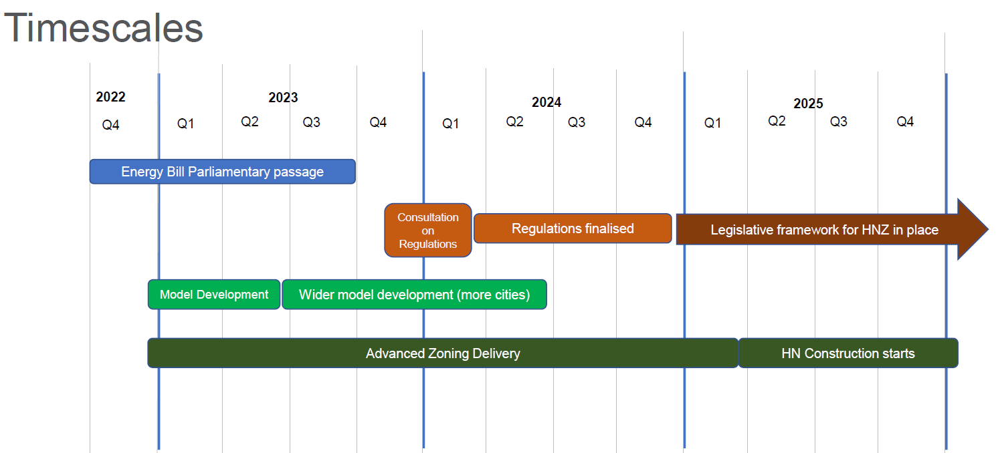 Timescales
2022
2023
2024
2025
Q4
Q1
Q2
Q3
Q4
Q1
Q2
Q3
Q4
Q1
Q2
Q3
Q4
Energy Bill Parliamentary passage
Consultation
on
Regulations
Regulations finalised
Legislative framework for HNZ in place
Model Development
Wider model development (more cities)
Advanced Zoning Delivery
HN Construction starts